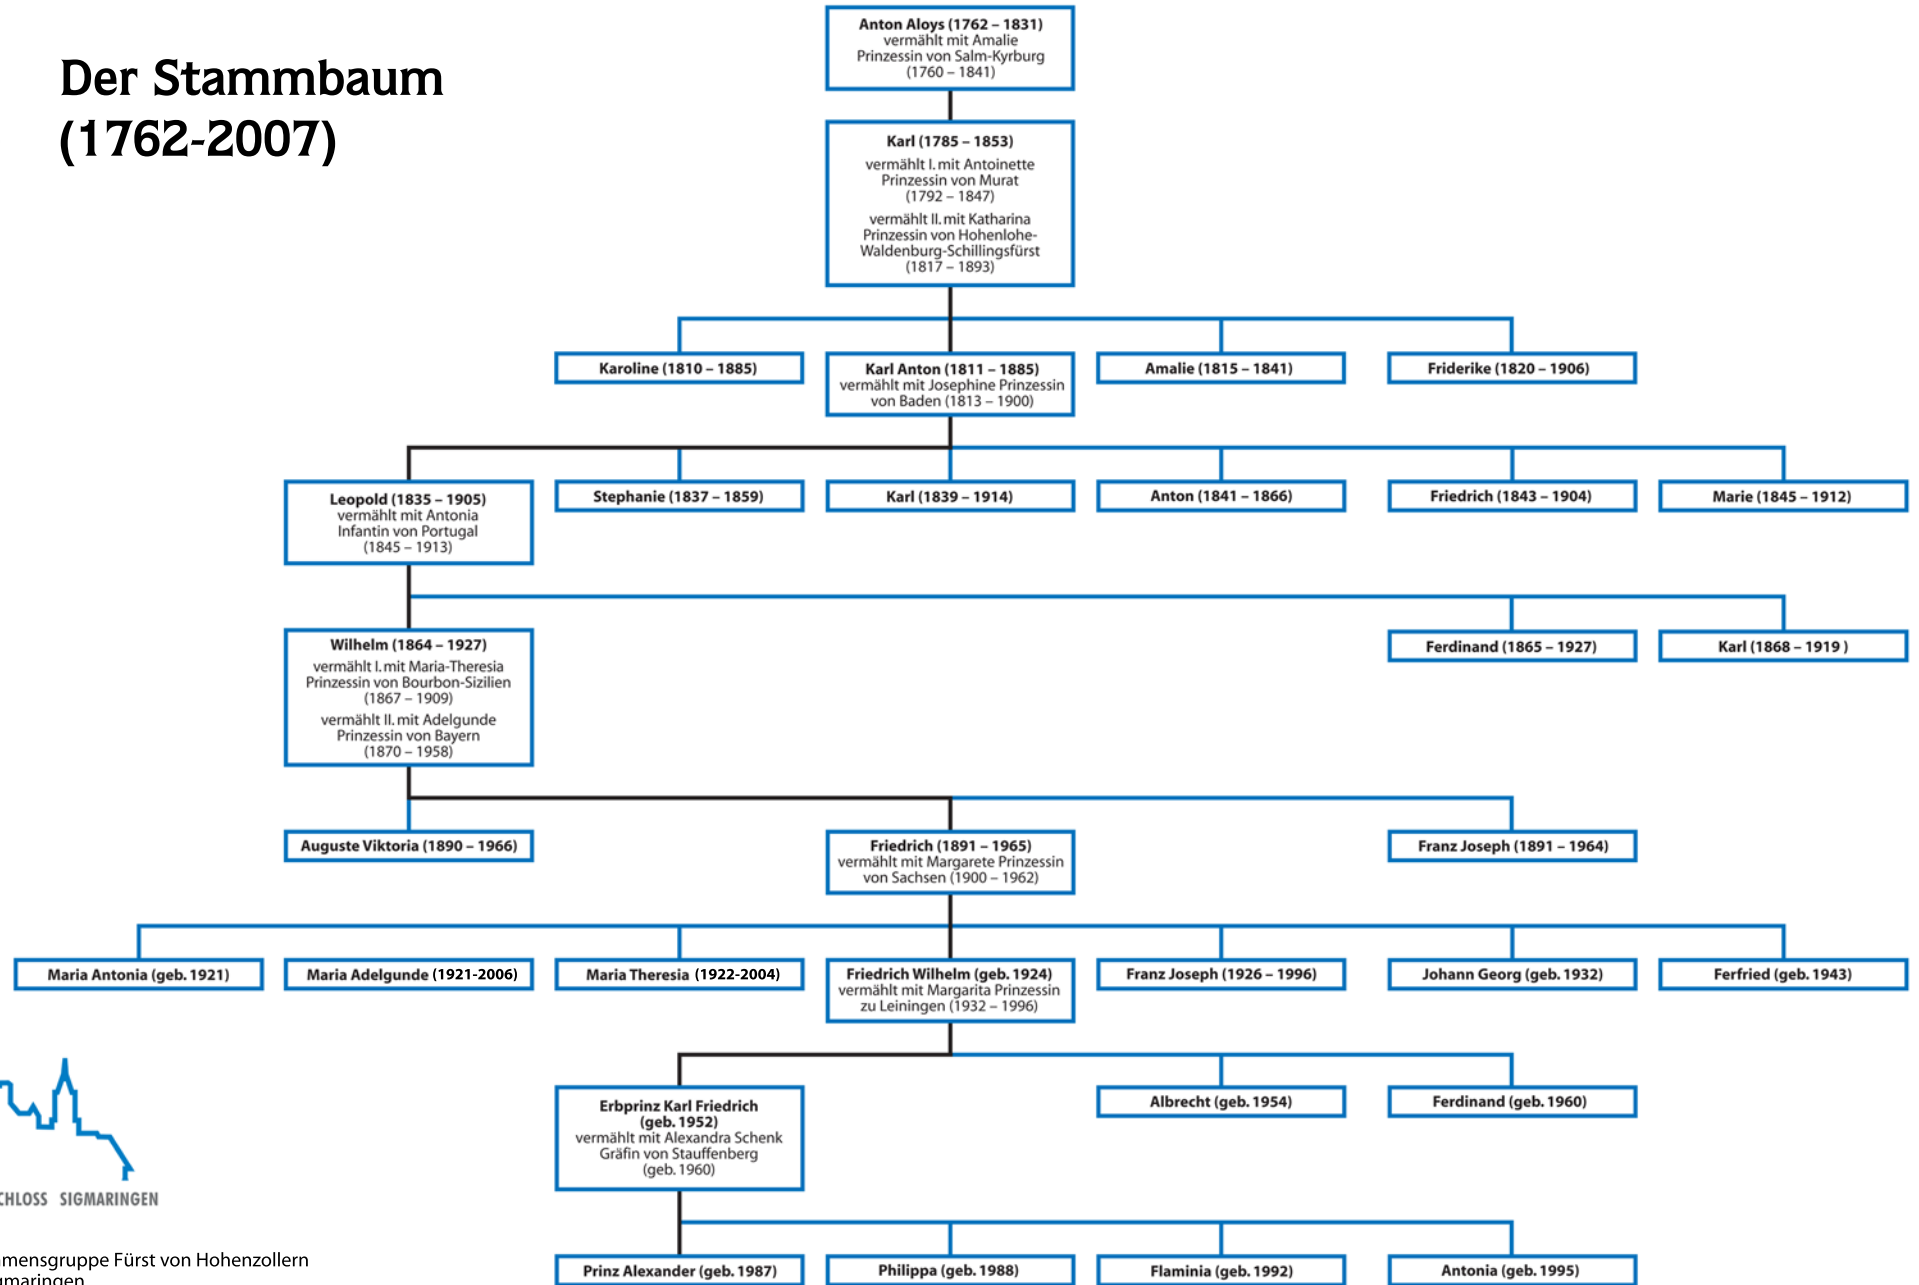 Der Stammbaum
(1762-2007)
Anton Aloys (1762 – 1831)
vermählt mit Amalie
Prinzessin von Salm-Kyrburg
(1760 – 1841)
Karl (1785 – 1853)
vermählt I. mit Antoinette
Prinzessin von Murat
(1792 – 1847)
vermählt II. mit Katharina
Prinzessin von Hohenlohe-
Waldenburg-Schillingsfürst
(1817 – 1893)
Karoline (1810 – 1885)
Karl Anton (1811 – 1885)
vermählt mit Josephine Prinzessin
von Baden (1813 – 1900)
Amalie (1815 – 1841)
Friderike (1820 – 1906)
Leopold (1835 – 1905)
vermählt mit Antonia
Infantin von Portugal
(1845 – 1913)
Stephanie (1837 – 1859)
Karl (1839 – 1914)
Anton (1841 – 1866)
Friedrich (1843 – 1904)
Marie (1845 – 1912)
Wilhelm (1864 – 1927)
vermählt I. mit Maria-Theresia
Prinzessin von Bourbon-Sizilien
(1867 – 1909)
vermählt II. mit Adelgunde
Prinzessin von Bayern
(1870 – 1958)
Ferdinand (1865 – 1927)
Karl (1868 – 1919 )
Auguste Viktoria (1890 – 1966)
Friedrich (1891 – 1965)
vermählt mit Margarete Prinzessin
von Sachsen (1900 – 1962)
Franz Joseph (1891 – 1964)
Maria Antonia (geb. 1921)
Maria Adelgunde (1921-2006)
Maria Theresia (1922-2004)
Friedrich Wilhelm (geb. 1924)
vermählt mit Margarita Prinzessin
zu Leiningen (1932 – 1996)
Franz Joseph (1926 – 1996)
Johann Georg (geb. 1932)
Ferfried (geb. 1943)
Erbprinz Karl Friedrich
(geb. 1952)
vermählt mit Alexandra Schenk
Gräfin von Stauffenberg
(geb. 1960)
Albrecht (geb. 1954)
Ferdinand (geb. 1960)
CHLOSS SIGMARINGEN
Prinz Alexander (geb. 1987)
Philippa (geb. 1988)
Flaminia (geb. 1992)
Antonia (geb. 1995)
mensgruppe Fürst von Hohenzollern
gmaringen